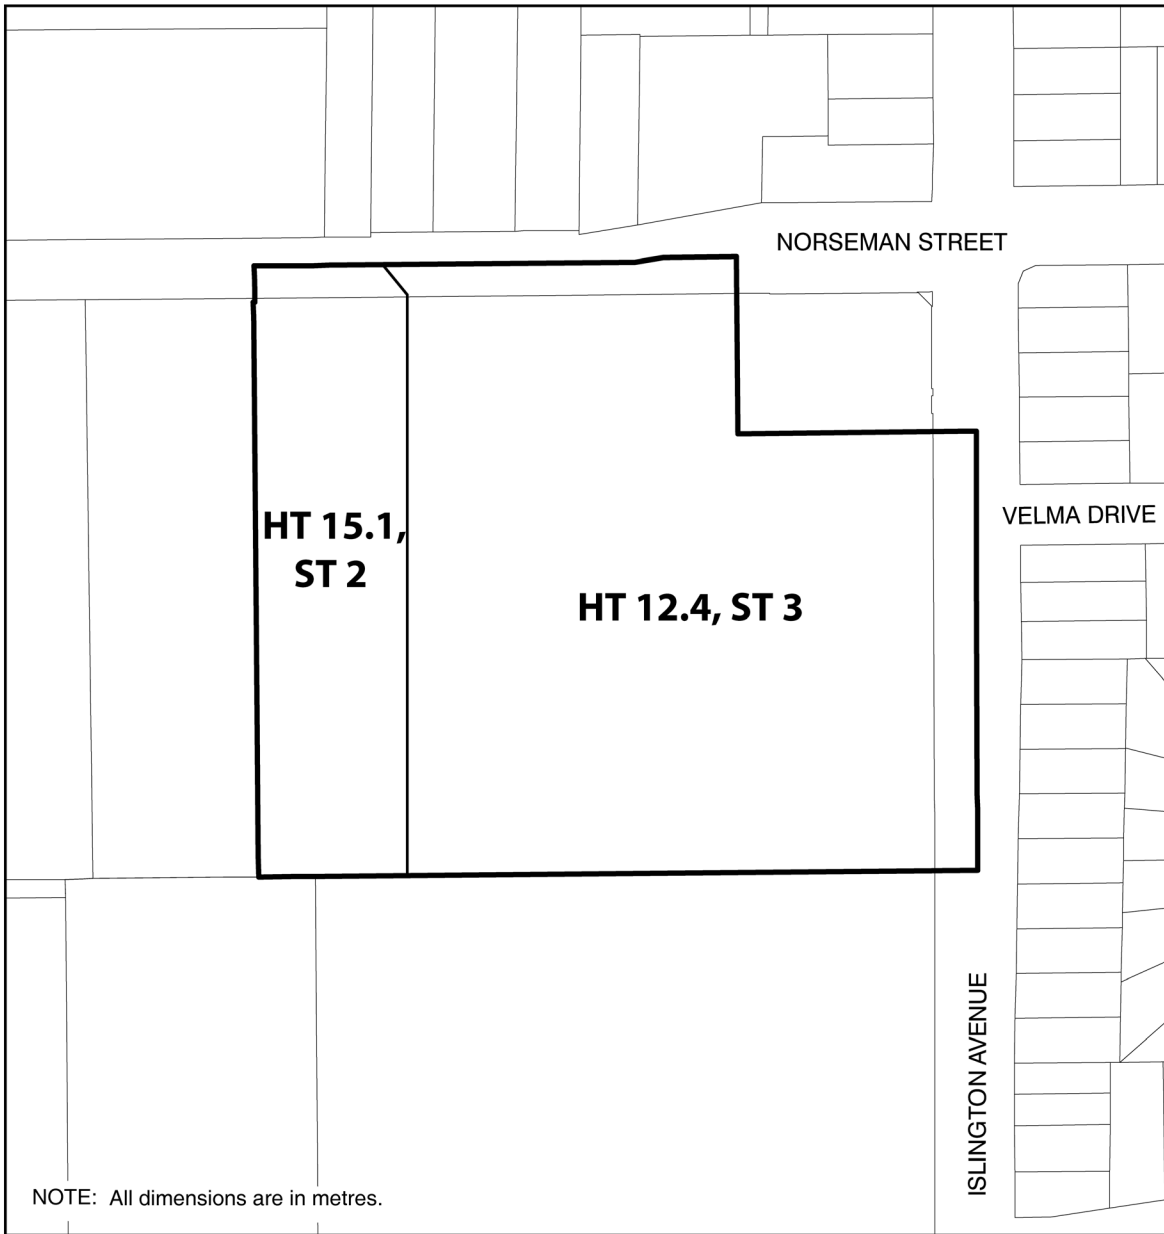 NORSEMAN STREET
VELMA DRIVE
HT 15.1,
ST 2
HT 12.4, ST 3
ISLINGTON AVENUE
NOTE: All dimensions are in metres.